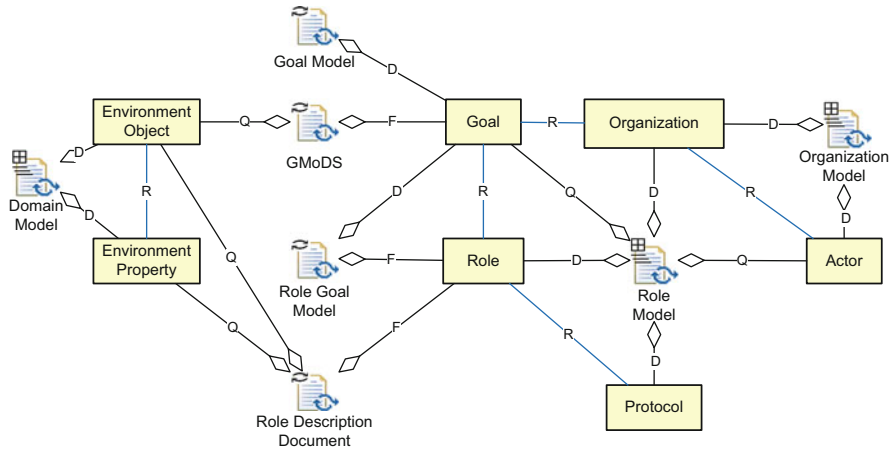 Goal Model
D
Environment
Object
Q
GMoDS
F
Goal
R
Organization
D
Organization
Model
D
Domain
Model
D
R
D
R
Q
D
R
D
Environment
Property
Q
Role Goal
Model
F
Role
D
Role
Model
Q
Actor
Q
F
R
D
Role Description
Document
Protocol